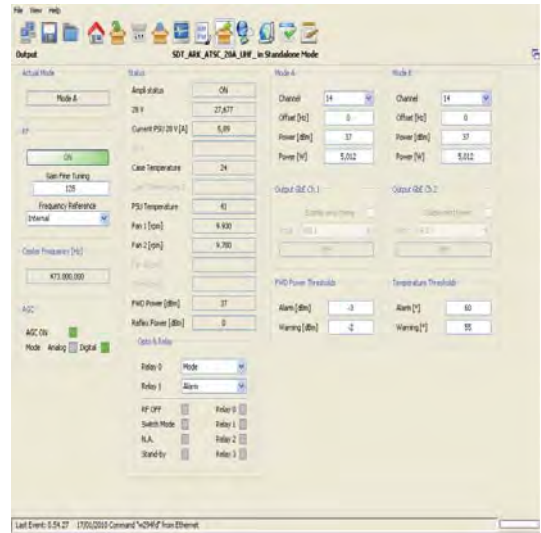 File View Help
Output SDT_ARK_ATSC_20A_UHF_ in Standalone Mode
Actual Mode
Mode A
RF
ON
Gain Fine Tuning
Frequency Reference
Internal
Center Frequency [Hz]
473.000.000
AGC
AGC ON
Mode Analog Digital
Status
Ampli status ON
28 V 27,677
Current PSU 28 V [A] 5,89
Case Temperature 24
PSU Temperature 41
Fan 1 [rpm] 9.930
Fan 2 [rpm] 9.780
FWD Power [dBm] 37
Reflex Power [dBm] 0
Opto & Relay
Relay 0 Mode
Relay 1 Alarm
RF OFF Relay 0
Switch Mode Relay 1
N.A. Relay 2
Stand-by Relay 3
Mode A
Channel 14
Offset [Hz] 0
Power [dBm] 37
Power [W] 5,012
Mode B
Channel 14
Offset [Hz] 0
Power [dBm] 37
Power [W] 5,012
Output GbE Ch.1
Output GbE Ch.2
FWD Power Thresholds
Alarm [dBm] -3
Warning [dBm] -2
Temperature Thresholds
Alarm [°] 60
Warning [°] 55
Last Event: 0.54.27 17/01/2010 Command from Ethernet